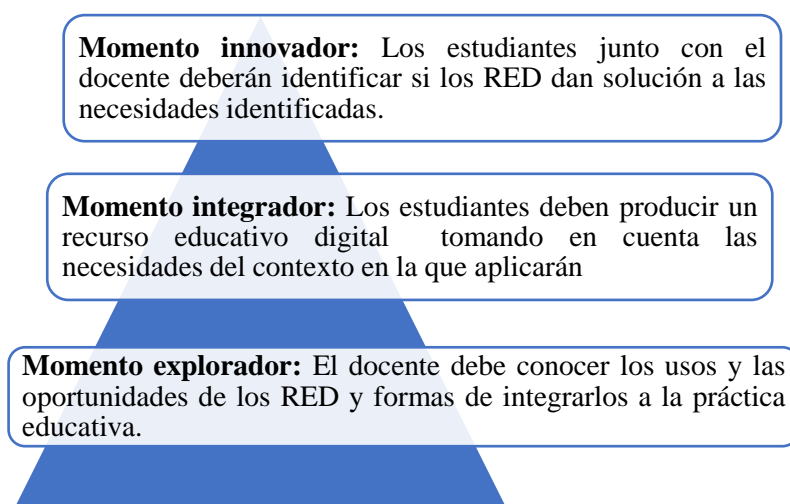 Momento innovador: Los estudiantes junto con el
docente deberán identificar si los RED dan solución a las
necesidades identificadas.
Momento integrador: Los estudiantes deben producir un
recurso educativo digital tomando en cuenta las
necesidades del contexto en la que aplicarán
Momento explorador: El docente debe conocer los usos y las
oportunidades de los RED y formas de integrarlos a la práctica
educativa.